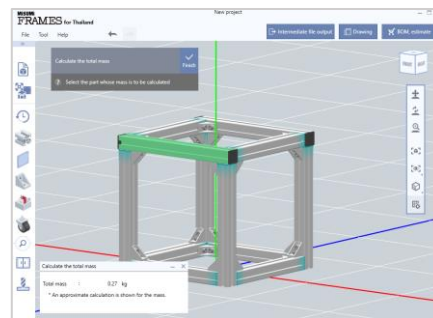 New project
MISUMI
FRAMES for Thailand
File Tool Help
Intermediate file output
Drawing
BOM, estimate
Calculate the total mass
Finish
Select the part whose mass is to be calculated
Calculate the total mass
Total mass : 0.27 kg
* An approximate calculation is shown for the mass.